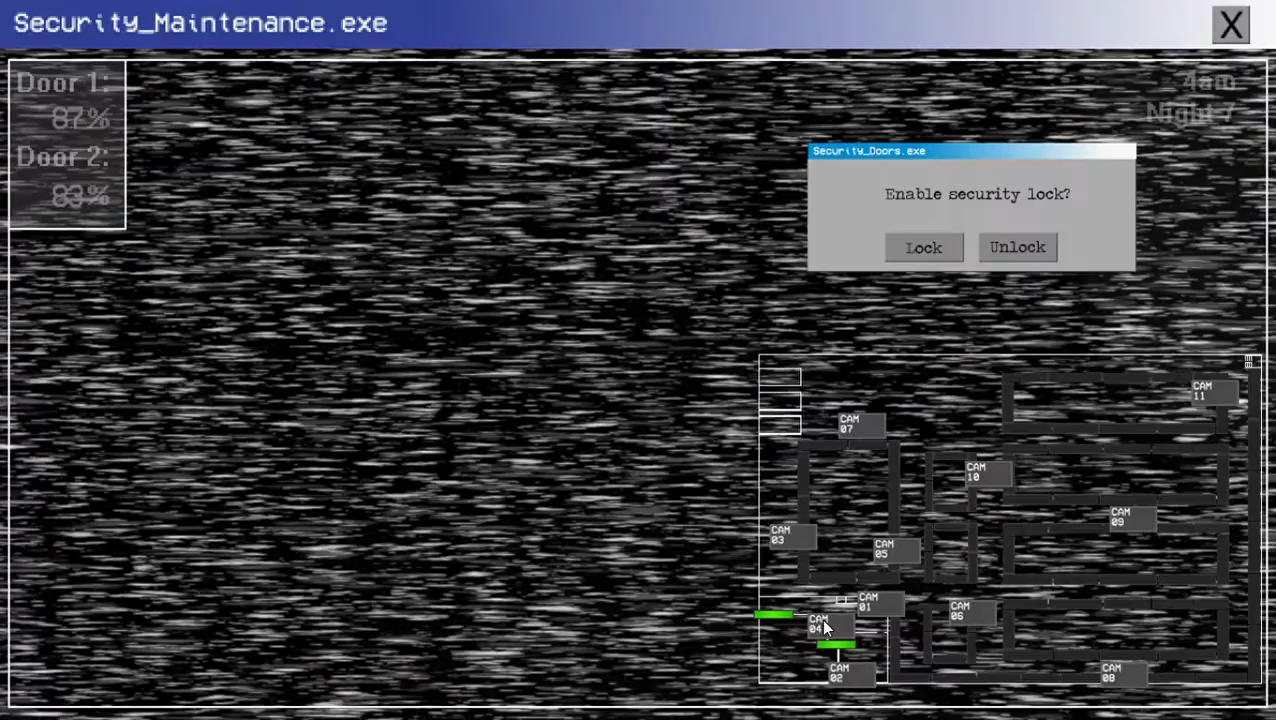 Security_Maintenance.exe
X
Door 1:
87%
Door 2:
83%
4am
Night 7
Security_Doors.exe
Enable security lock?
Lock
Unlock
CAM
11
CAM
07
CAM
10
CAM
09
CAM
03
CAM
05
CAM
01
CAM
06
CAM
04
CAM
02
CAM
08